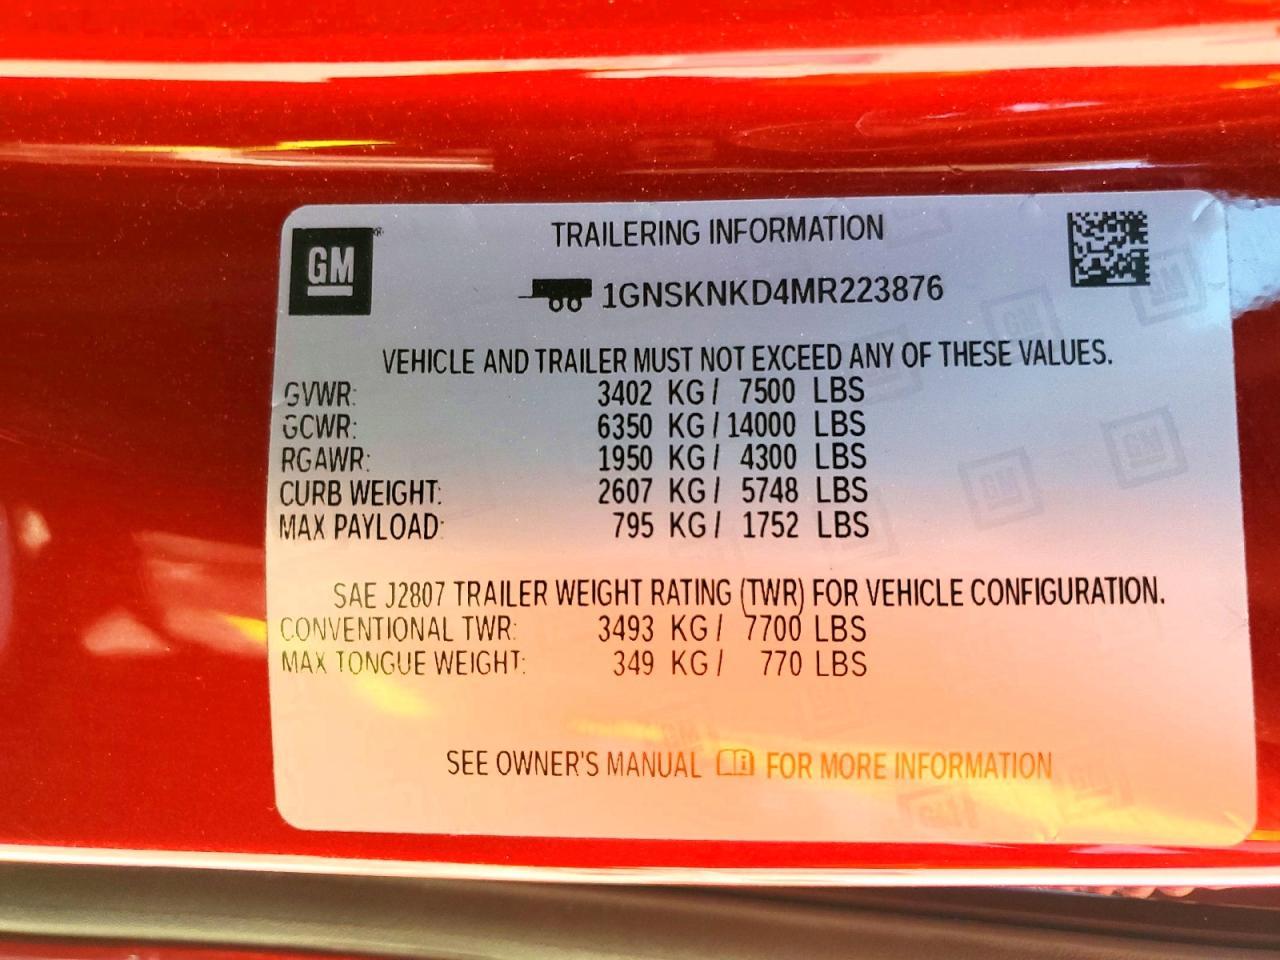 GM
TRAILERING INFORMATION
1GNSKNKD4MR223876
VEHICLE AND TRAILER MUST NOT EXCEED ANY OF THESE VALUES.
GVWR: 3402 KG / 7500 LBS
GCWR: 6350 KG / 14000 LBS
RGAWR: 1950 KG / 4300 LBS
CURB WEIGHT: 2607 KG / 5748 LBS
MAX PAYLOAD: 795 KG / 1752 LBS
SAE J2807 TRAILER WEIGHT RATING (TWR) FOR VEHICLE CONFIGURATION.
CONVENTIONAL TWR: 3493 KG / 7700 LBS
MAX TONGUE WEIGHT: 349 KG / 770 LBS
SEE OWNER'S MANUAL FOR MORE INFORMATION